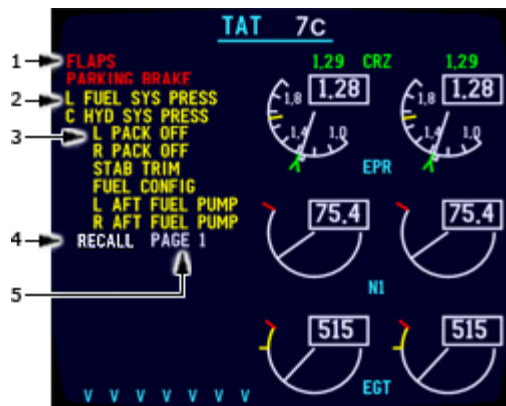 TAT 7c
1 FLAPS
PARKING BRAKE
2 L FUEL SYS PRESS
C HYD SYS PRESS
3 L PACK OFF
R PACK OFF
STAB TRIM
FUEL CONFIG
L AFT FUEL PUMP
R AFT FUEL PUMP
4 RECALL PAGE 1
5
V V V V V V V
1.29 CRZ 1.29
1.28 1.28
1.8 1.8
1.4 1.0 1.4 1.0
EPR
75.4 75.4
N1
515 515
EGT